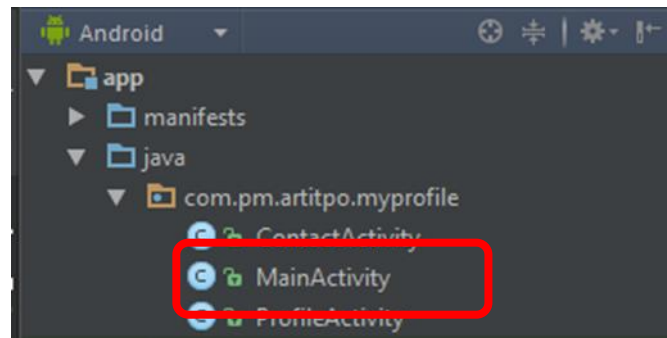 Android
app
manifests
java
com.pm.artitpo.myprofile
ContactActivity
MainActivity
ProfileActivity